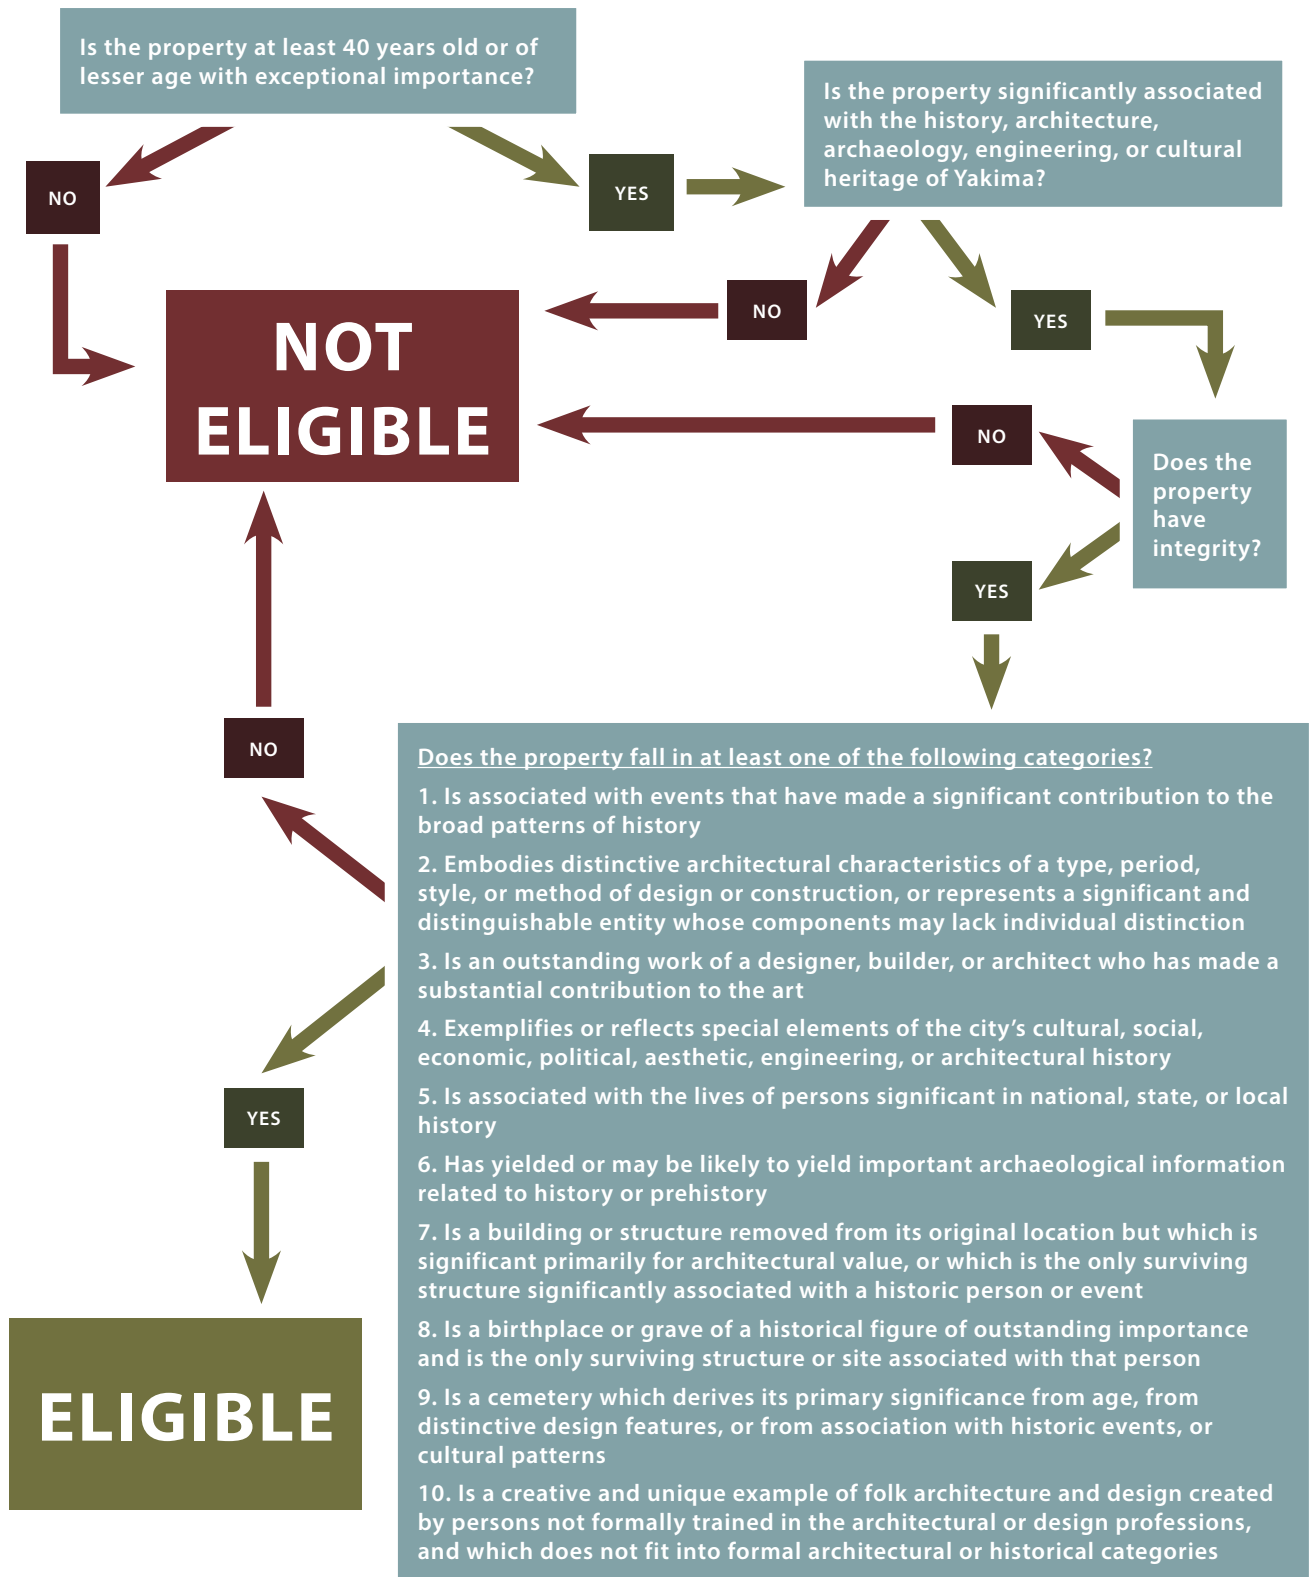 Is the property at least 40 years old or of
lesser age with exceptional importance?
NO
YES
Is the property significantly associated
with the history, architecture,
archaeology, engineering, or cultural
heritage of Yakima?
NO
YES
NOT
ELIGIBLE
NO
Does the
property
have
integrity?
YES
NO
Does the property fall in at least one of the following categories?
1. Is associated with events that have made a significant contribution to the
broad patterns of history
2. Embodies distinctive architectural characteristics of a type, period,
style, or method of design or construction, or represents a significant and
distinguishable entity whose components may lack individual distinction
3. Is an outstanding work of a designer, builder, or architect who has made a
substantial contribution to the art
4. Exemplifies or reflects special elements of the city’s cultural, social,
economic, political, aesthetic, engineering, or architectural history
5. Is associated with the lives of persons significant in national, state, or local
history
6. Has yielded or may be likely to yield important archaeological information
related to history or prehistory
7. Is a building or structure removed from its original location but which is
significant primarily for architectural value, or which is the only surviving
structure significantly associated with a historic person or event
8. Is a birthplace or grave of a historical figure of outstanding importance
and is the only surviving structure or site associated with that person
9. Is a cemetery which derives its primary significance from age, from
distinctive design features, or from association with historic events, or
cultural patterns
10. Is a creative and unique example of folk architecture and design created
by persons not formally trained in the architectural or design professions,
and which does not fit into formal architectural or historical categories
YES
ELIGIBLE